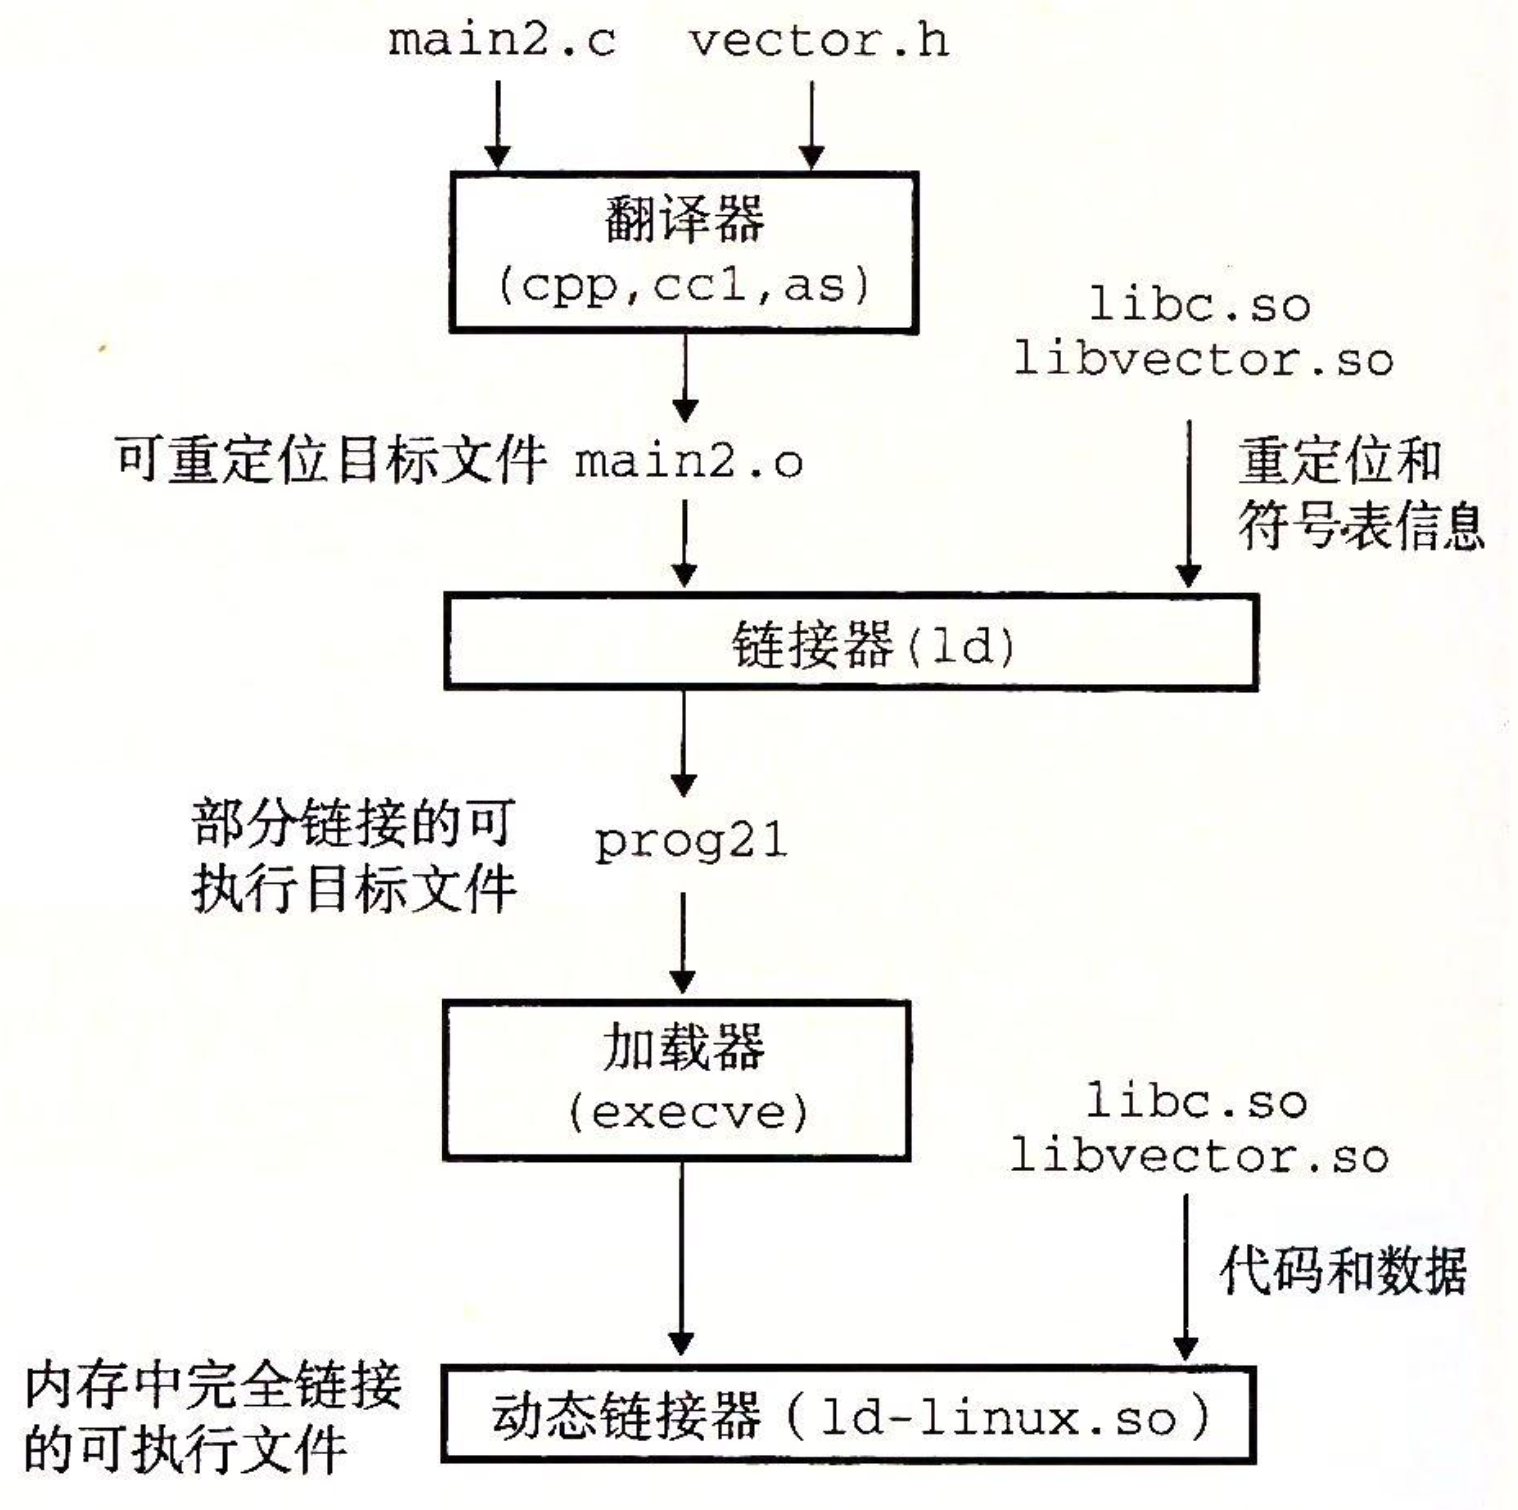 main2.c vector.h
翻译器
(cpp,cc1,as)
libc.so
libvector.so
可重定位目标文件 main2.o
重定位和
符号表信息
链接器(ld)
部分链接的可
执行目标文件
prog21
加载器
(execve)
libc.so
libvector.so
代码和数据
内存中完全链接
的可执行文件
动态链接器(ld-linux.so)